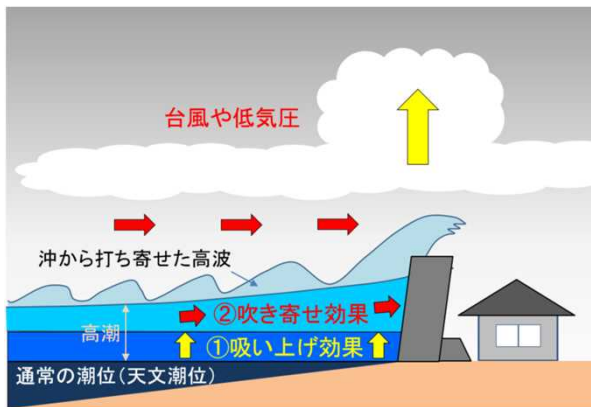 台風や低気圧
沖から打ち寄せた高波
②吹き寄せ効果
高潮
①吸い上げ効果
通常の潮位(天文潮位)